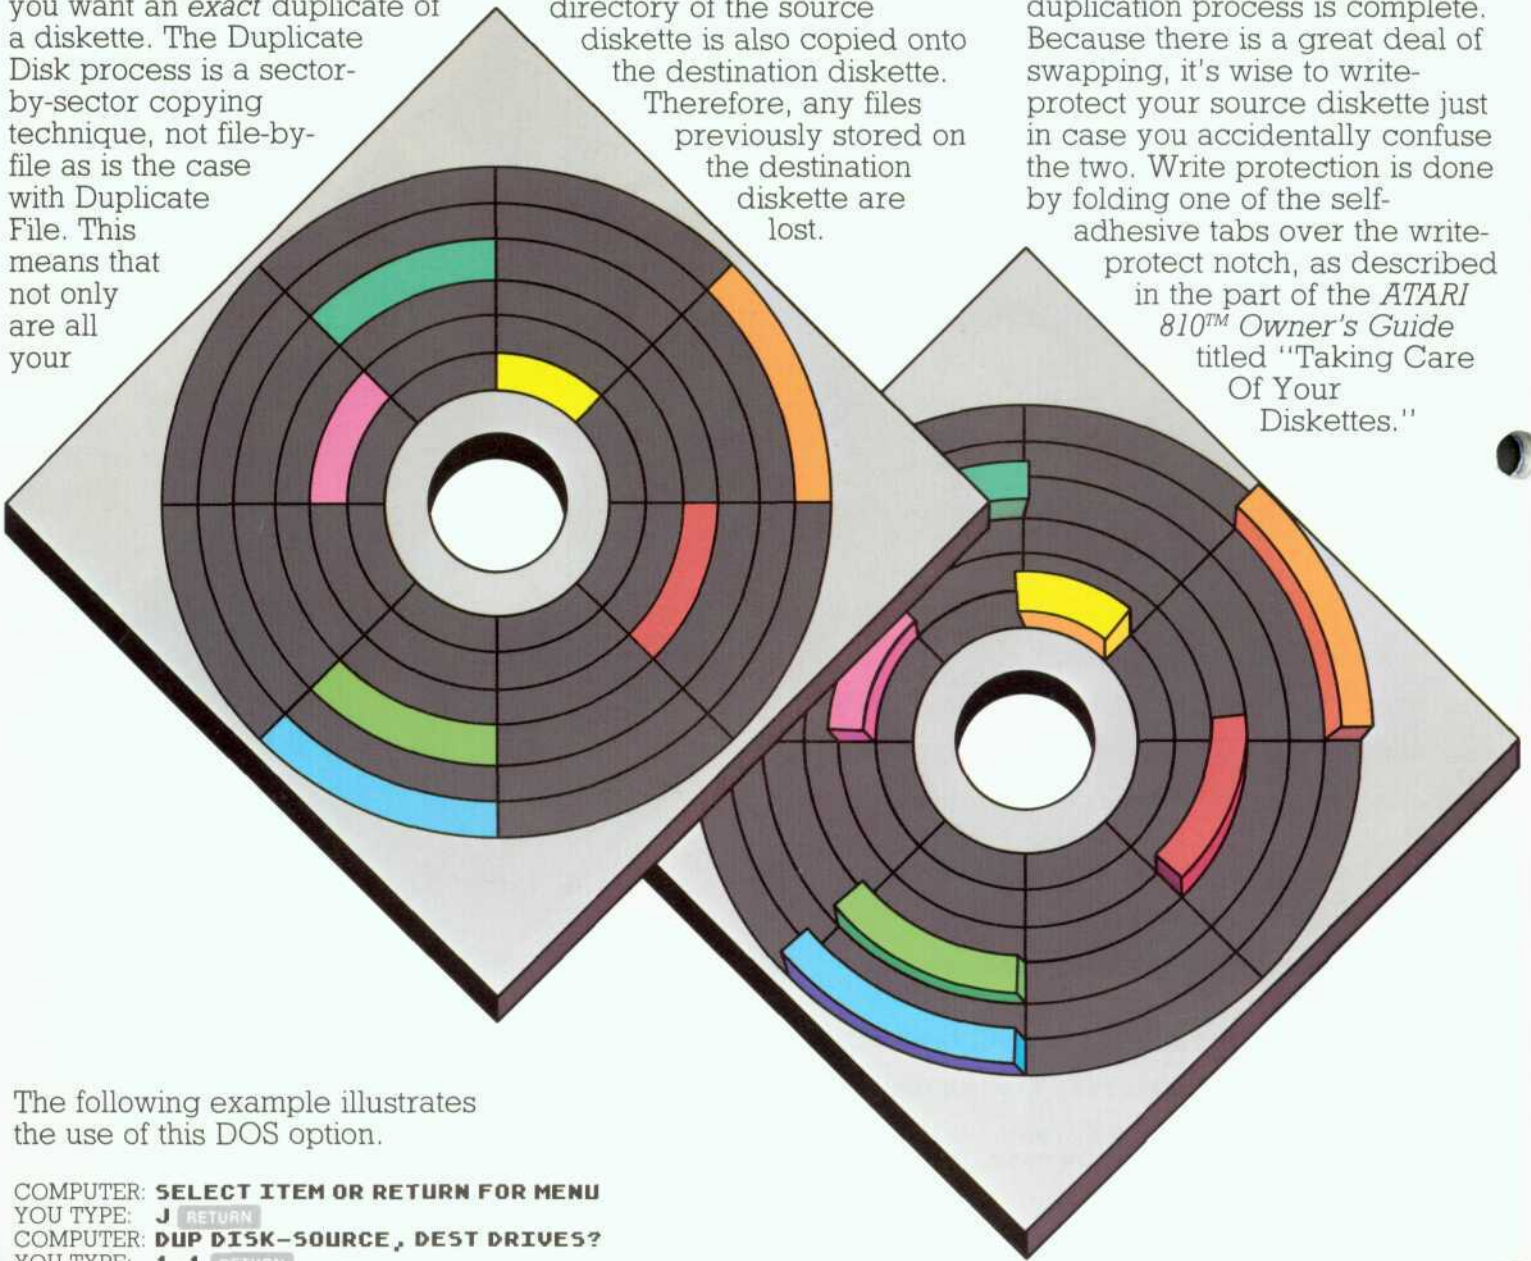 you want an exact duplicate of
a diskette. The Duplicate
Disk process is a sector-
by-sector copying
technique, not file-by-
file as is the case
with Duplicate
File. This
means that
not only
are all
your
directory of the source
diskette is also copied onto
the destination diskette.
Therefore, any files
previously stored on
the destination
diskette are
lost.
duplication process is complete.
Because there is a great deal of
swapping, it's wise to write-
protect your source diskette just
in case you accidentally confuse
the two. Write protection is done
by folding one of the self-
adhesive tabs over the write-
protect notch, as described
in the part of the ATARI
810™ Owner's Guide
titled "Taking Care
Of Your
Diskettes."
The following example illustrates
the use of this DOS option.
COMPUTER: SELECT ITEM OR RETURN FOR MENU
YOU TYPE: J RETURN
COMPUTER: DUP DISK-SOURCE, DEST DRIVES?
YOU TYPE: 1,1 RETURN